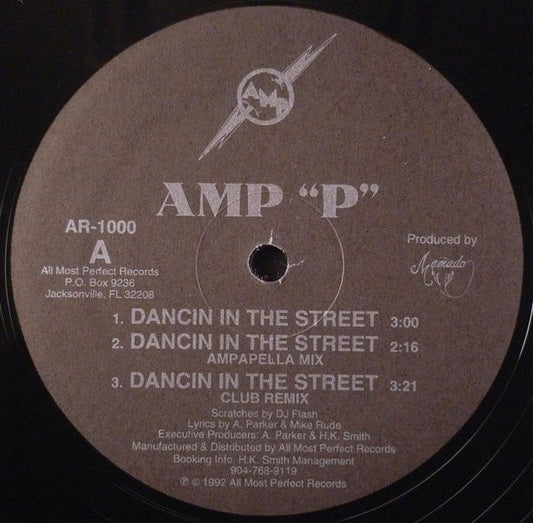 AMP
AMP “P”
AR-1000
A
All Most Perfect Records
P.O. Box 9236
Jacksonville, FL 32208
Produced by
1. DANCIN IN THE STREET 3:00
2. DANCIN IN THE STREET 2:16
AMPAPELLA MIX
3. DANCIN IN THE STREET 3:21
CLUB REMIX
Scratches by DJ Flash
Lyrics by A. Parker & Mike Rude
Executive Producers: A. Parker & H.K. Smith
Manufactured & Distributed by All Most Perfect Records
Booking Info. H.K. Smith Management
904-768-9119
℗ © 1992 All Most Perfect Records